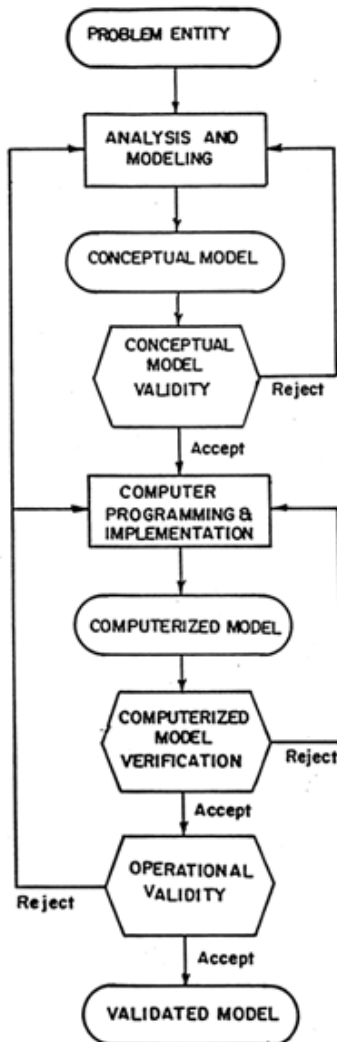 PROBLEM ENTITY
ANALYSIS AND
MODELING
CONCEPTUAL MODEL
CONCEPTUAL
MODEL
VALIDITY
Reject
Accept
COMPUTER
PROGRAMMING &
IMPLEMENTATION
COMPUTERIZED MODEL
COMPUTERIZED
MODEL
VERIFICATION
Reject
Accept
OPERATIONAL
VALIDITY
Reject
Accept
VALIDATED MODEL